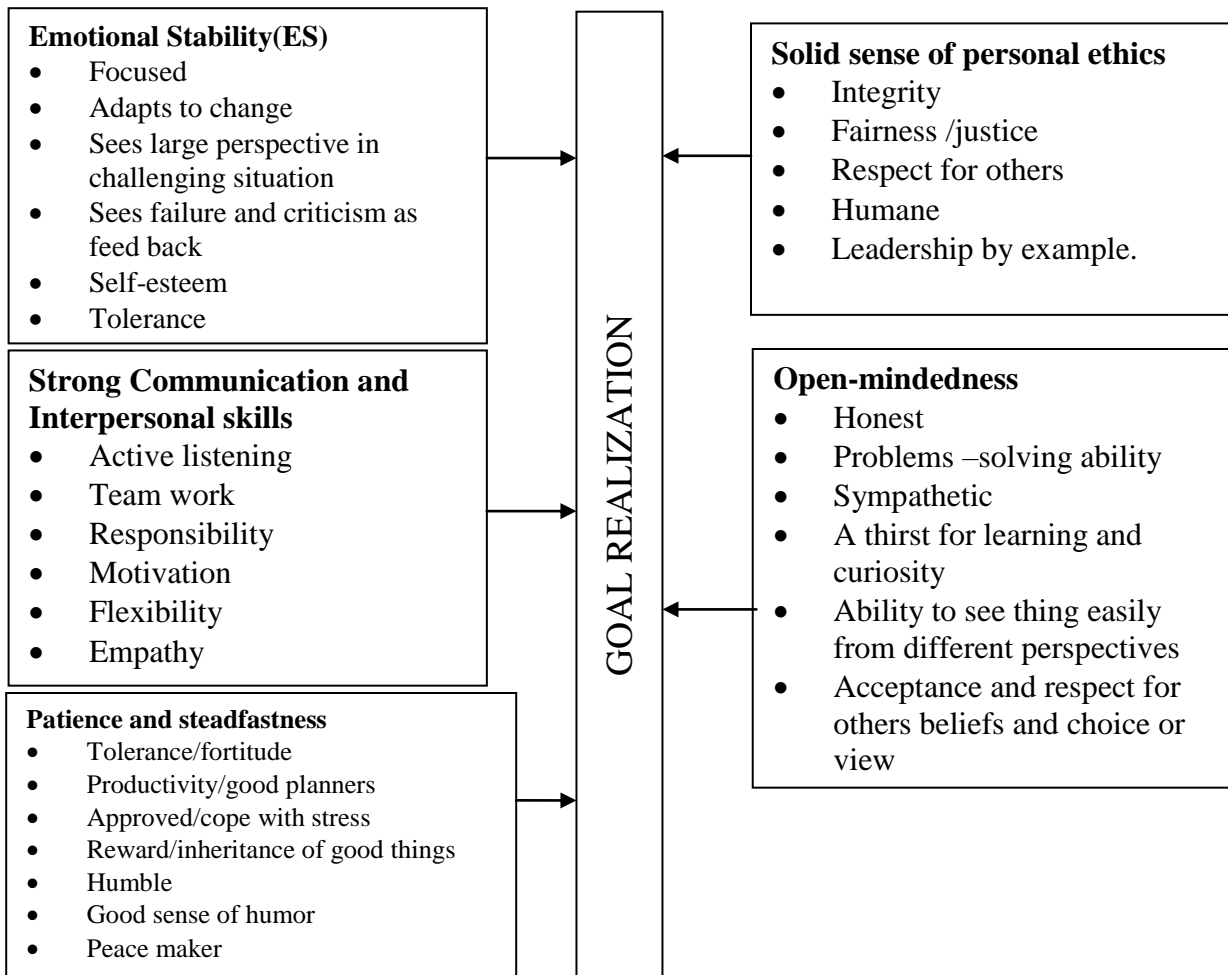 Emotional Stability(ES)
• Focused
• Adapts to change
• Sees large perspective in
challenging situation
• Sees failure and criticism as
feed back
• Self-esteem
• Tolerance
Strong Communication and
Interpersonal skills
• Active listening
• Team work
• Responsibility
• Motivation
• Flexibility
• Empathy
Patience and steadfastness
• Tolerance/fortitude
• Productivity/good planners
• Approved/cope with stress
• Reward/inheritance of good things
• Humble
• Good sense of humor
• Peace maker
GOAL REALIZATION
Solid sense of personal ethics
• Integrity
• Fairness /justice
• Respect for others
• Humane
• Leadership by example.
Open-mindedness
• Honest
• Problems –solving ability
• Sympathetic
• A thirst for learning and
curiosity
• Ability to see thing easily
from different perspectives
• Acceptance and respect for
others beliefs and choice or
view